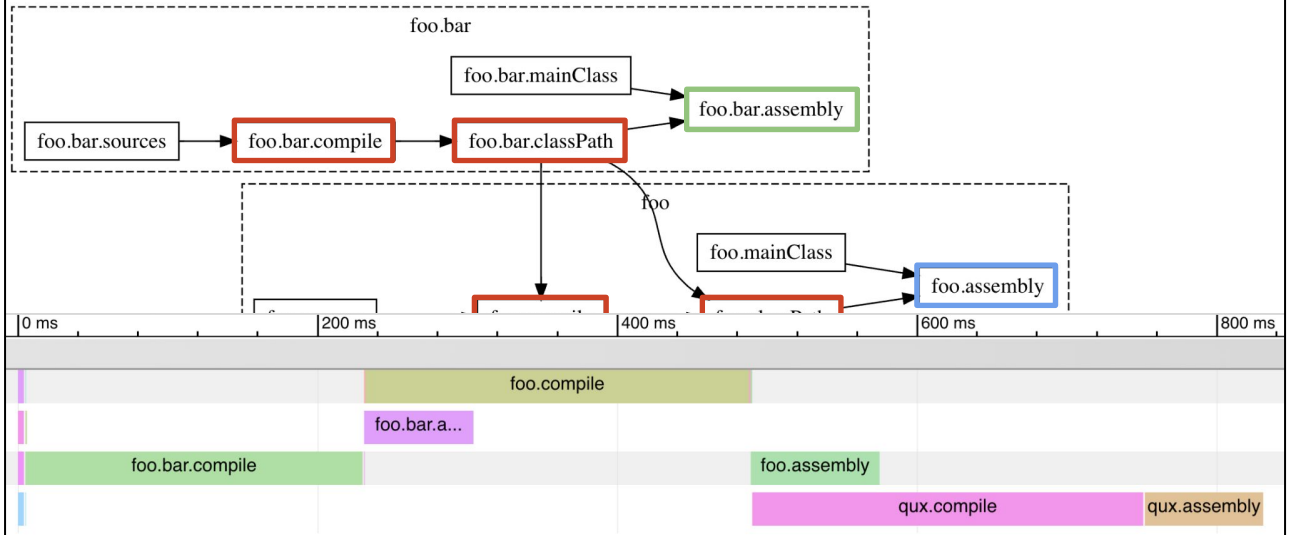 foo.bar
foo.bar.mainClass
foo.bar.assembly
foo.bar.sources
foo.bar.compile
foo.bar.classPath
foo
foo.mainClass
foo.assembly
0 ms
200 ms
400 ms
600 ms
800 ms
foo.compile
foo.bar.a...
foo.bar.compile
foo.assembly
qux.compile
qux.assembly